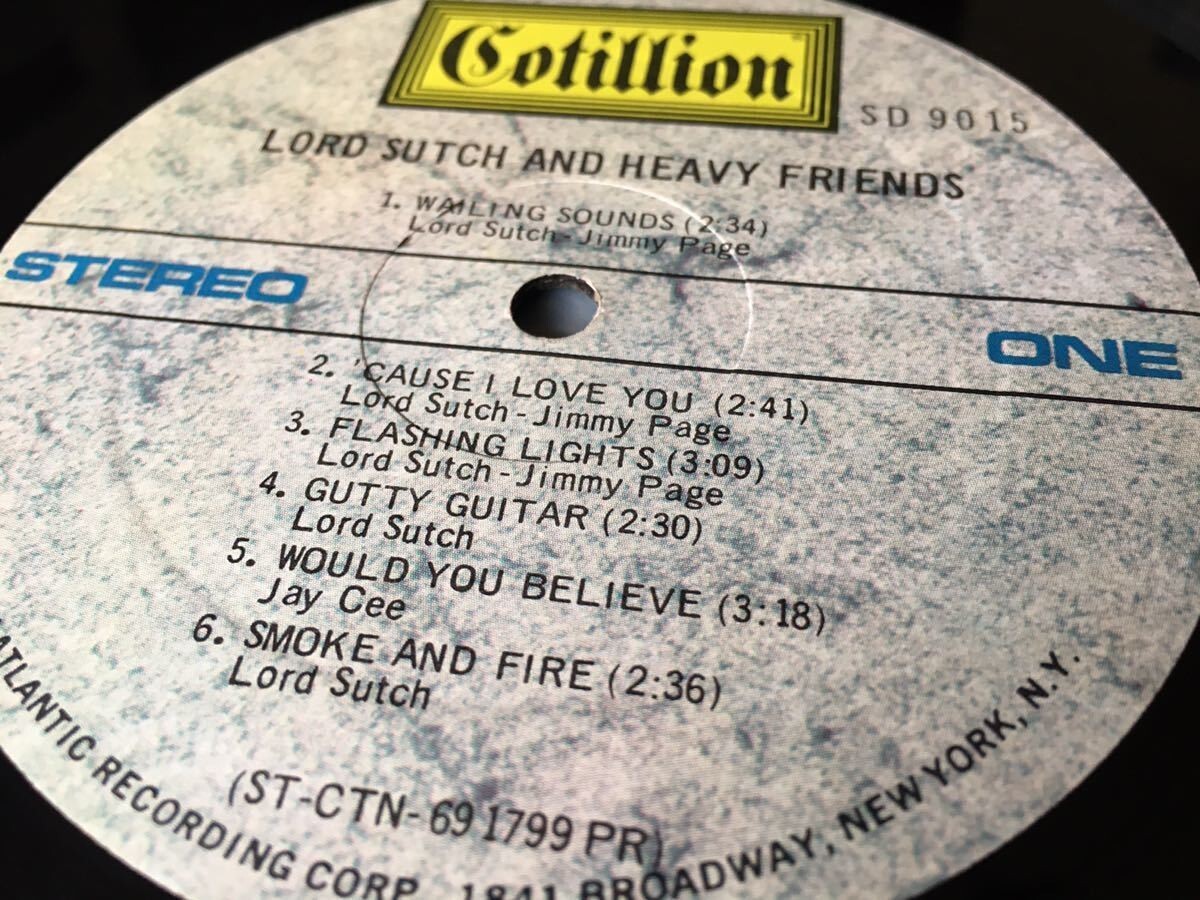 Cotillion
SD 9015
LORD SUTCH AND HEAVY FRIENDS
1. WAILING SOUNDS (2:34)
Lord Sutch - Jimmy Page
STEREO
ONE
2. 'CAUSE I LOVE YOU (2:41)
Lord Sutch - Jimmy Page
3. FLASHING LIGHTS (3:09)
Lord Sutch - Jimmy Page
4. GUTTY GUITAR (2:30)
Lord Sutch
5. WOULD YOU BELIEVE (3:18)
Jay Cee
6. SMOKE AND FIRE (2:36)
Lord Sutch
(ST-CTN-691799 PR)
ATLANTIC RECORDING CORP. 1841 BROADWAY, NEW YORK, N.Y.